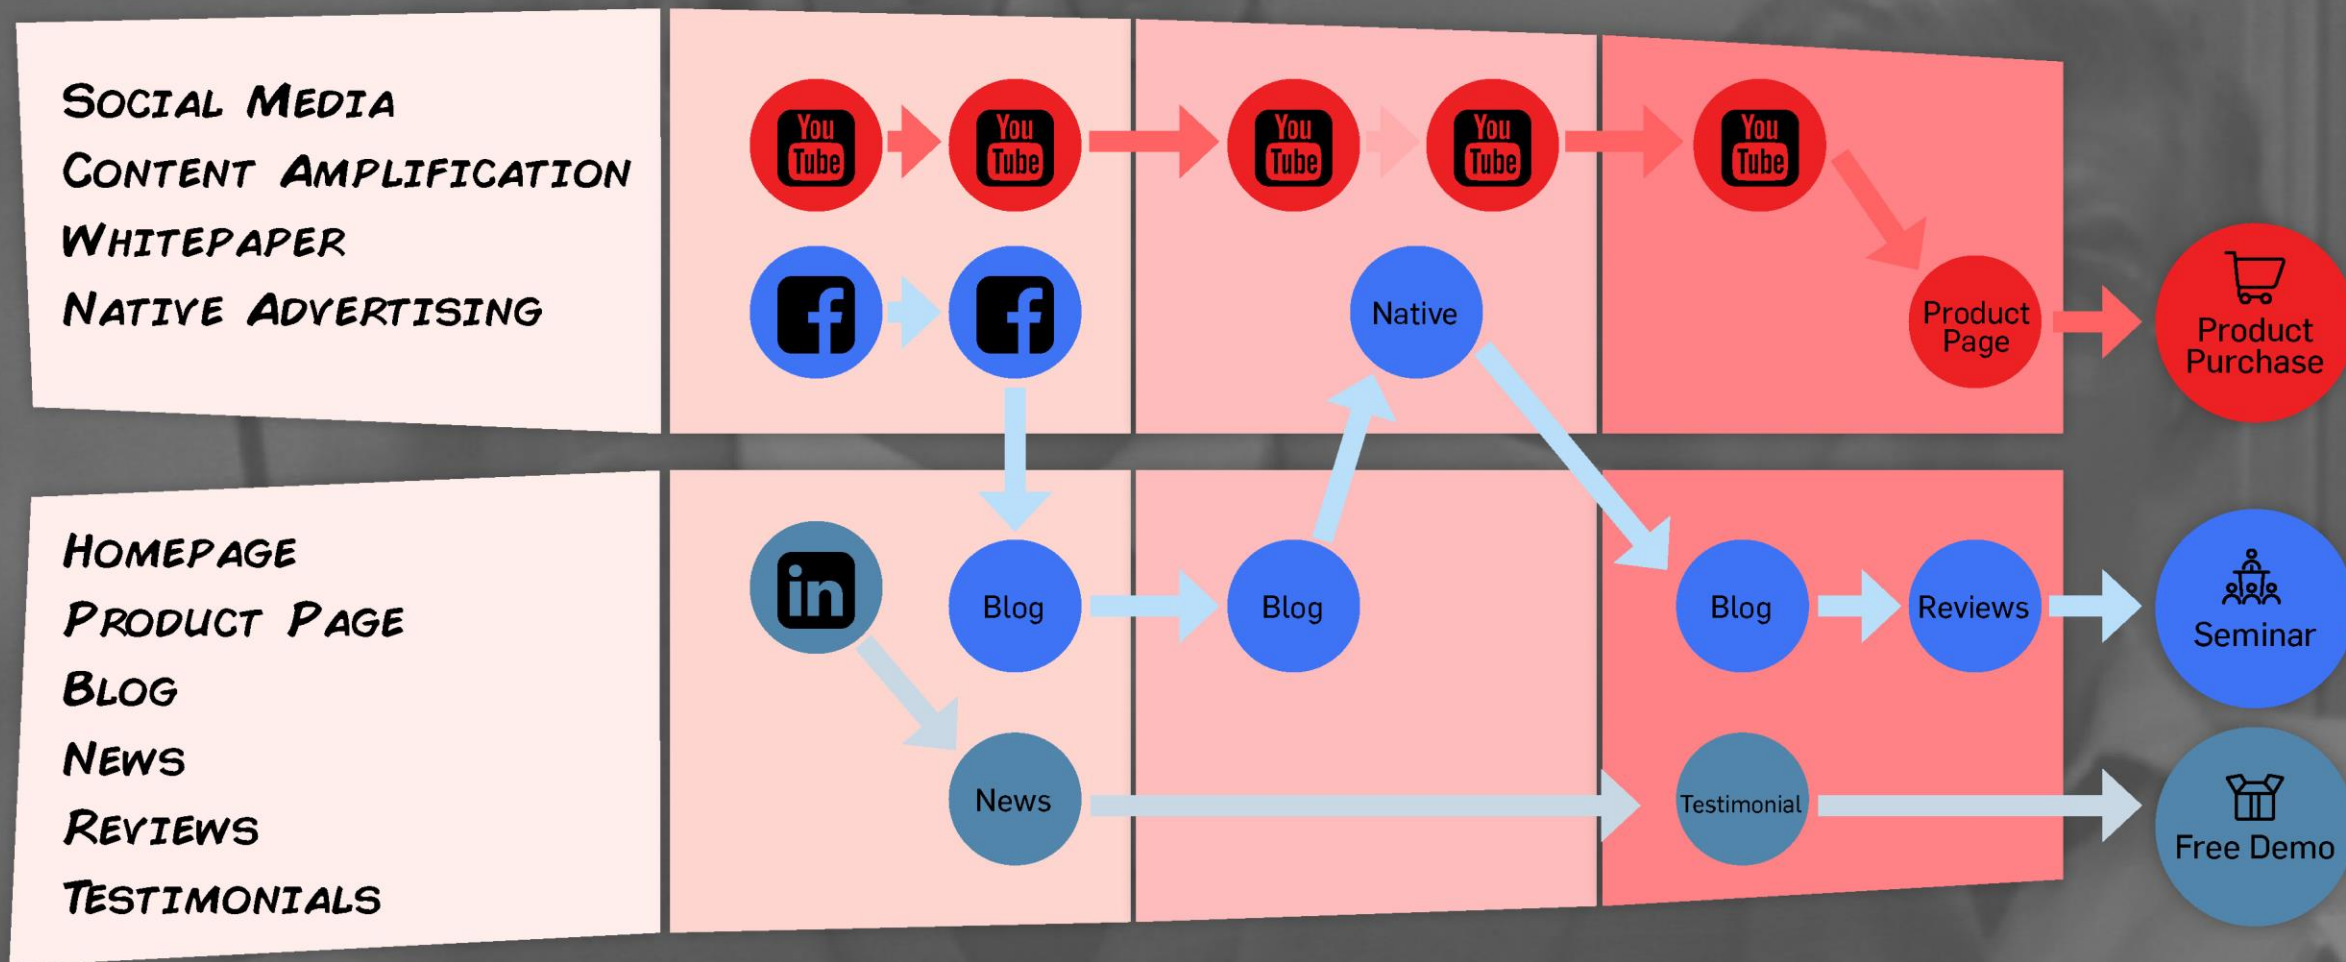 SOCIAL MEDIA
CONTENT AMPLIFICATION
WHITEPAPER
NATIVE ADVERTISING
You
Tube
You
Tube
You
Tube
You
Tube
You
Tube
f
f
Native
Product
Page
Product
Purchase
HOMEPAGE
PRODUCT PAGE
BLOG
NEWS
REVIEWS
TESTIMONIALS
in
Blog
Blog
Blog
Reviews
Seminar
News
Testimonial
Free Demo